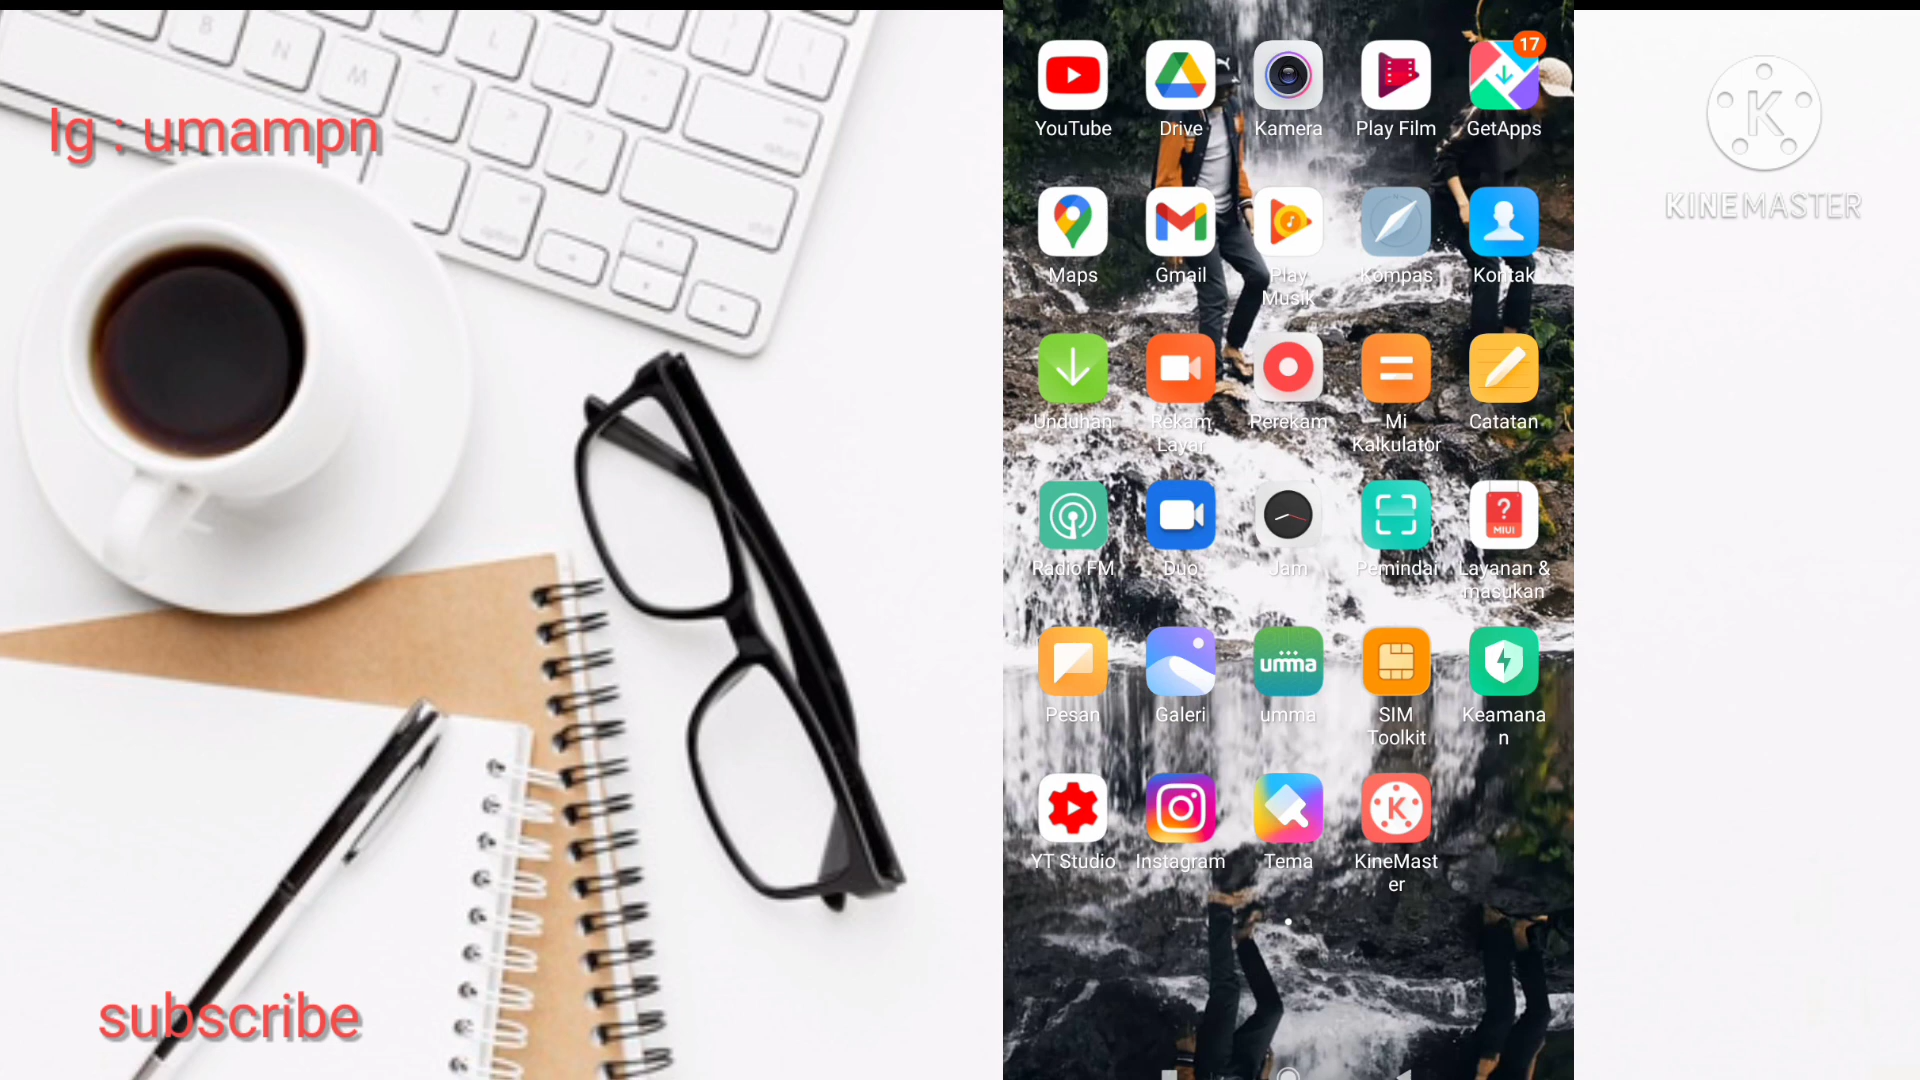 Ig : umampn
17
YouTube
Drive
Kamera
Play Film
GetApps
Maps
Gmail
Play
Musik
Kompas
Kontak
Unduhan
Rekam
Layar
Perekam
Mi
Kalkulator
Catatan
Radio FM
Duo
Jam
Pemindai
?
MIUI
Layanan &
masukan
Pesan
Galeri
umma
umma
SIM
Toolkit
Keamana
n
YT Studio
Instagram
Tema
K
KineMast
er
K
KINEMASTER
subscribe